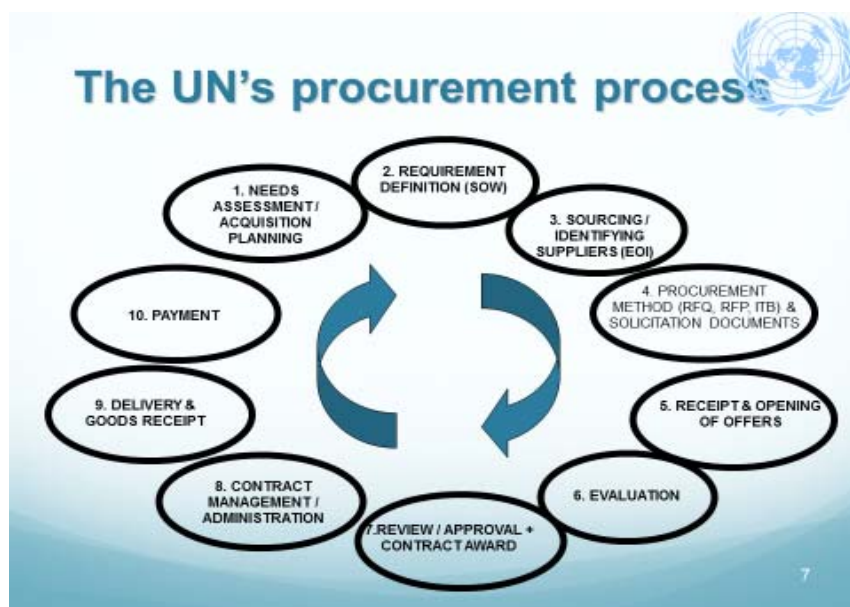 The UN's procurement process
1. NEEDS
ASSESSMENT /
ACQUISITION
PLANNING
2. REQUIREMENT
DEFINITION (SOW)
3. SOURCING /
IDENTIFYING
SUPPLIERS (EOI)
4. PROCUREMENT
METHOD (RFQ, RFP, ITB) &
SOLICITATION DOCUMENTS
5. RECEIPT & OPENING
OF OFFERS
6. EVALUATION
7.REVIEW / APPROVAL +
CONTRACT AWARD
8. CONTRACT
MANAGEMENT /
ADMINISTRATION
9. DELIVERY &
GOODS RECEIPT
10. PAYMENT
7